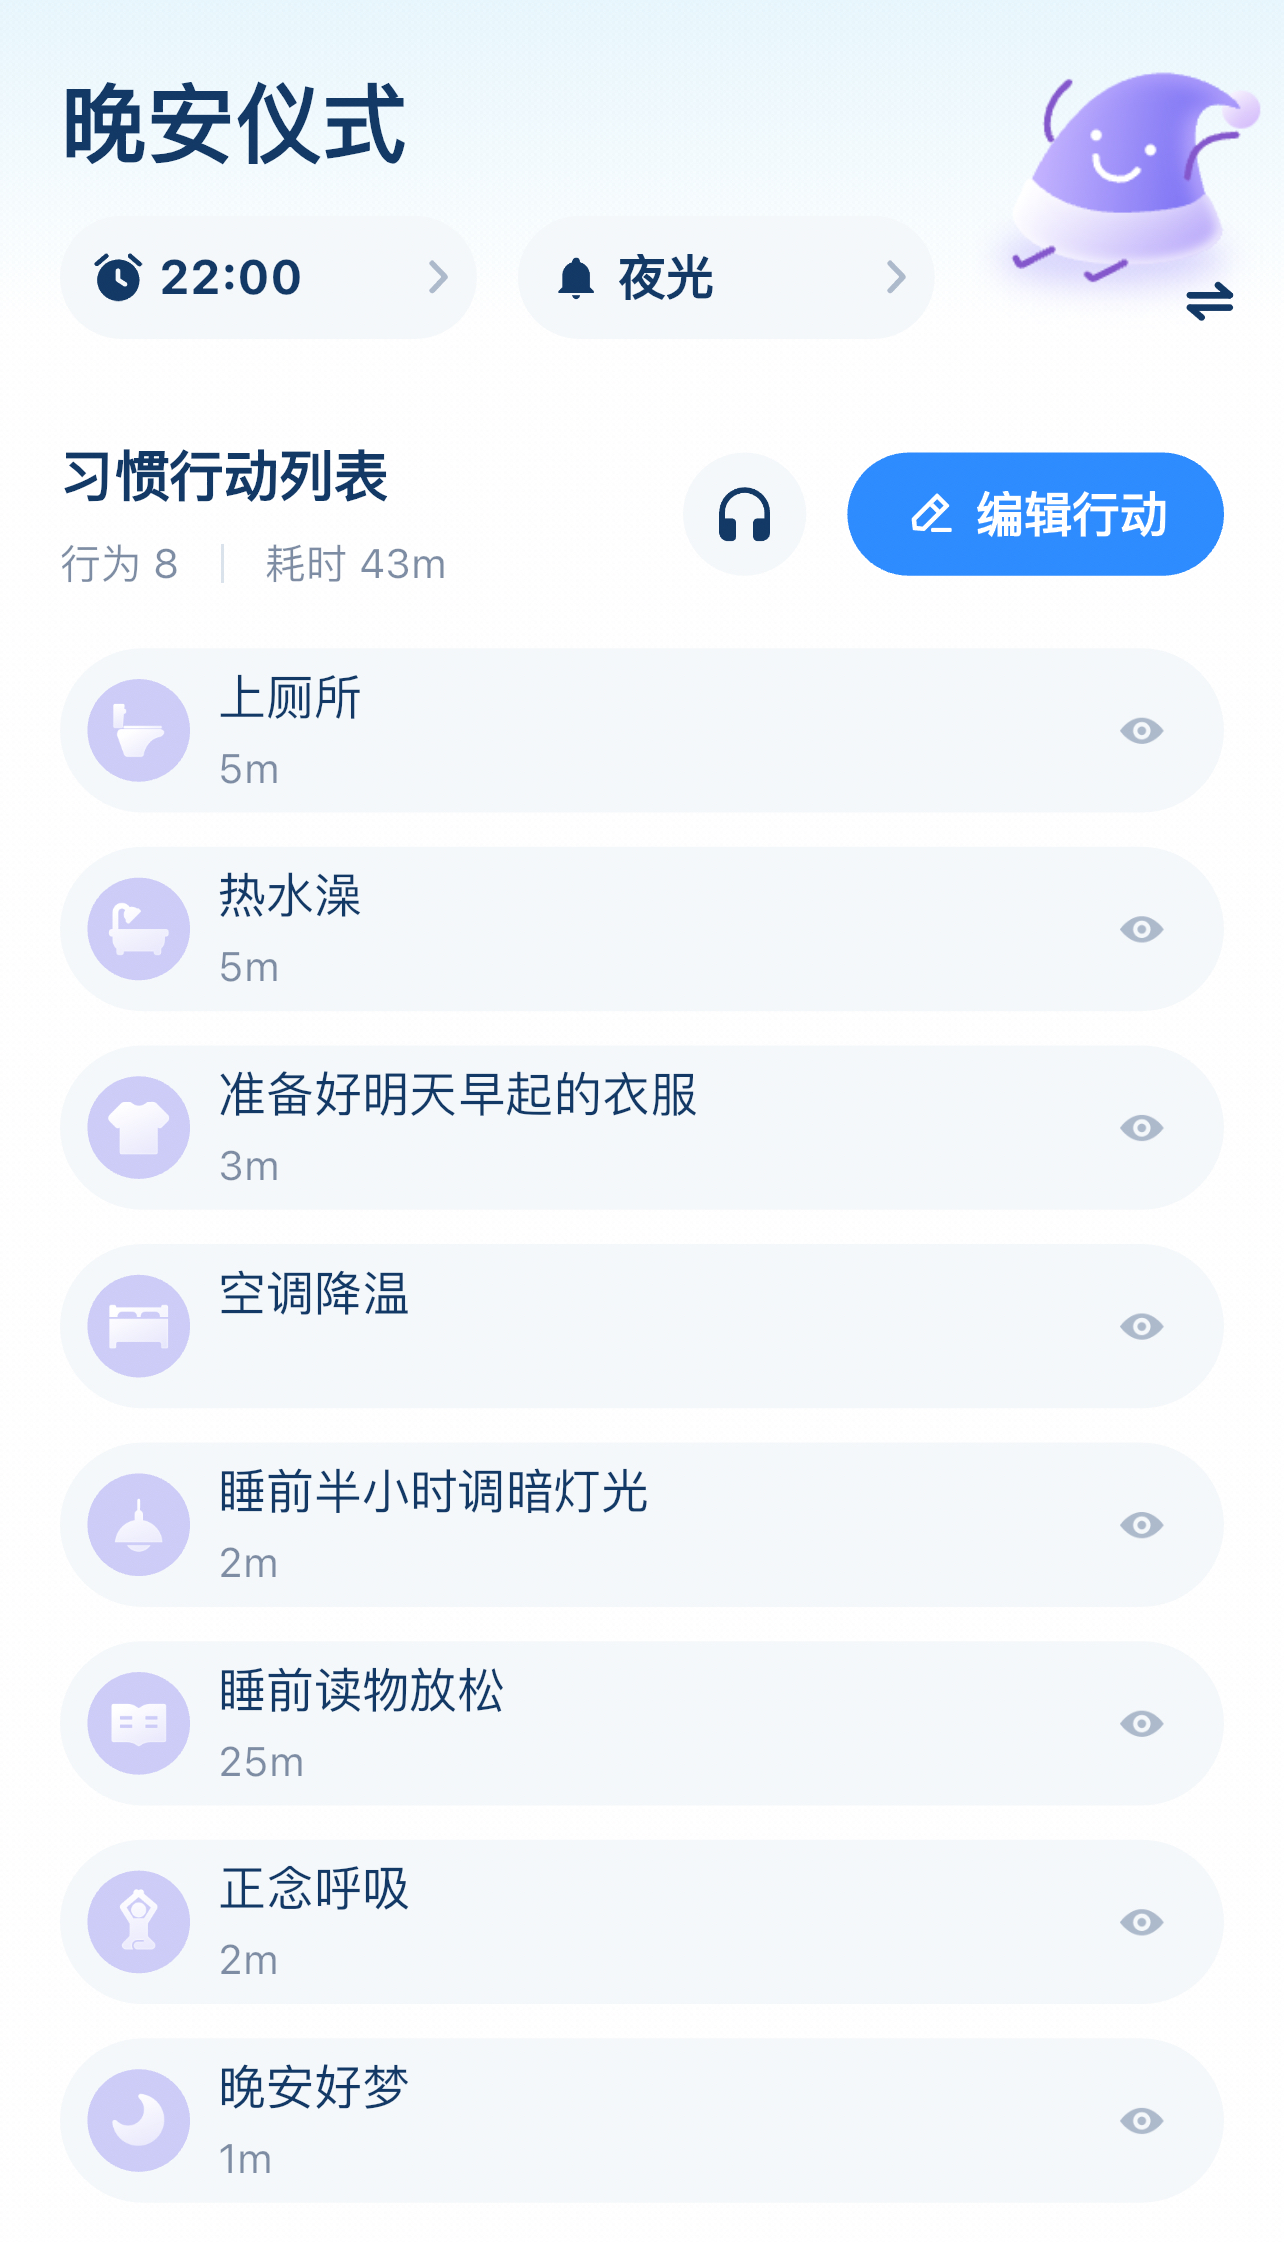 晚安仪式
22:00
夜光
习惯行动列表
编辑行动
行为 8
耗时 43m
上厕所
5m
热水澡
5m
准备好明天早起的衣服
3m
空调降温
睡前半小时调暗灯光
2m
睡前读物放松
25m
正念呼吸
2m
晚安好梦
1m